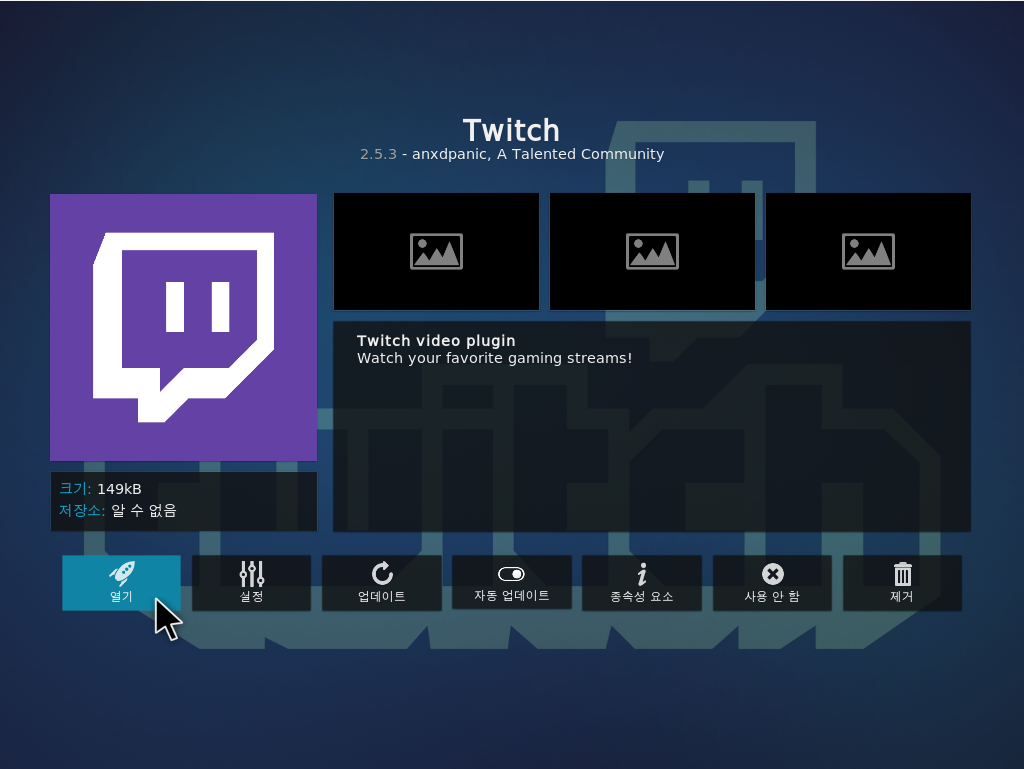 Twitch
2.5.3 - anxdpanic, A Talented Community
Twitch video plugin
Watch your favorite gaming streams!
크기: 149kB
저장소: 알 수 없음
열기
설정
업데이트
자동 업데이트
종속성 요소
사용 안 함
제거